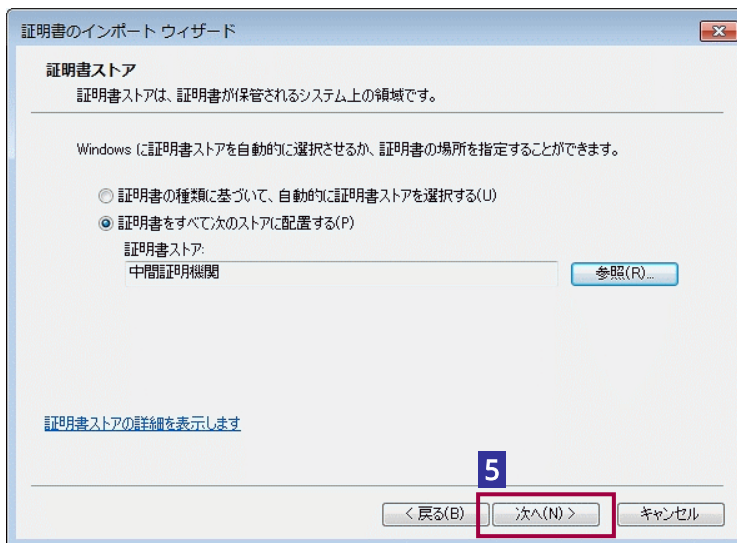 証明書のインポート ウィザード
証明書ストア
証明書ストアは、証明書が保管されるシステム上の領域です。
Windows に証明書ストアを自動的に選択させるか、証明書の場所を指定することができます。
証明書の種類に基づいて、自動的に証明書ストアを選択する(U)
証明書をすべて次のストアに配置する(P)
証明書ストア:
中間証明機関
参照(R)...
証明書ストアの詳細を表示します
5
< 戻る(B)
次へ(N) >
キャンセル